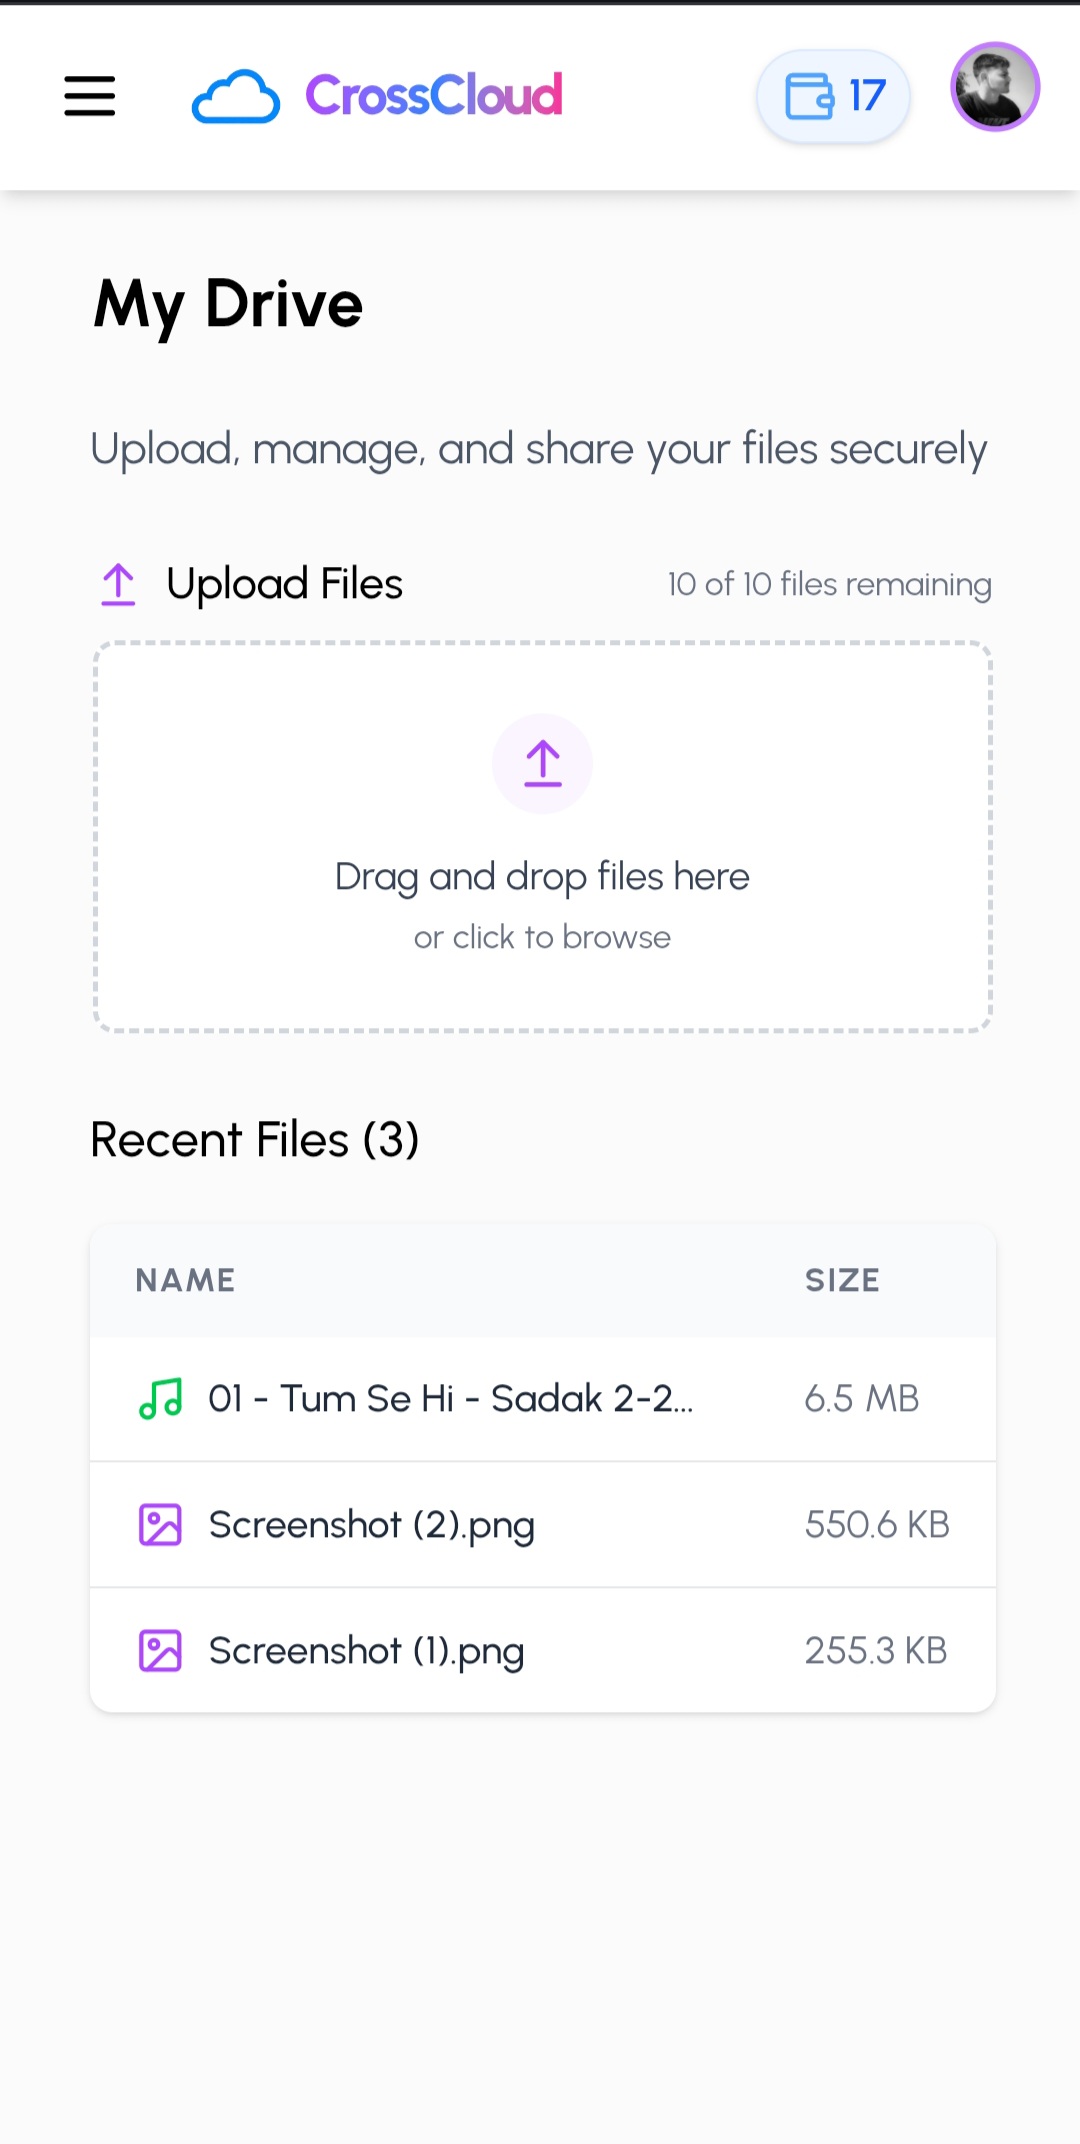 CrossCloud
17
My Drive
Upload, manage, and share your files securely
Upload Files
10 of 10 files remaining
Drag and drop files here
or click to browse
Recent Files (3)
NAME SIZE
01 - Tum Se Hi - Sadak 2-2... 6.5 MB
Screenshot (2).png 550.6 KB
Screenshot (1).png 255.3 KB